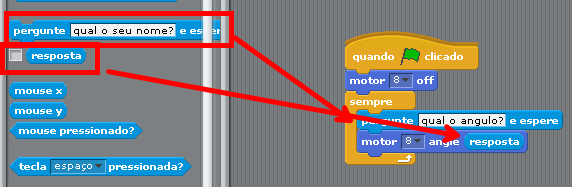 pergunte qual o seu nome? e esper
resposta
mouse x
mouse y
mouse pressionado?
tecla espaço pressionada?
quando clicado
motor 8 off
sempre
pergunte qual o angulo? e espere
motor 8 angle resposta